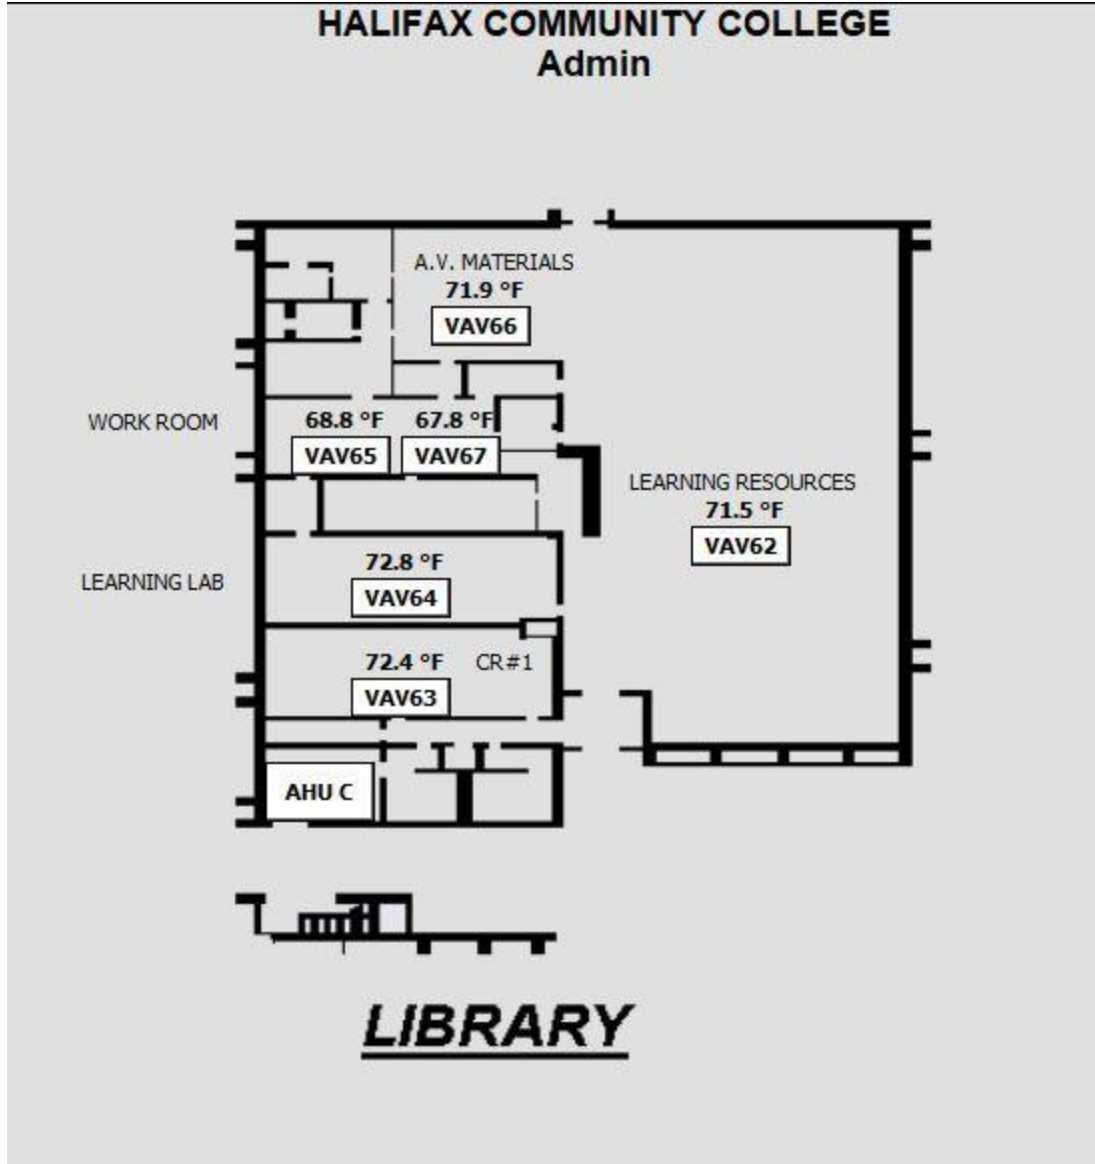 HALIFAX COMMUNITY COLLEGE
Admin
A.V. MATERIALS
71.9 °F
VAV66
WORK ROOM
68.8 °F
67.8 °F
VAV65
VAV67
LEARNING RESOURCES
71.5 °F
VAV62
LEARNING LAB
72.8 °F
VAV64
72.4 °F
CR#1
VAV63
AHU C
LIBRARY